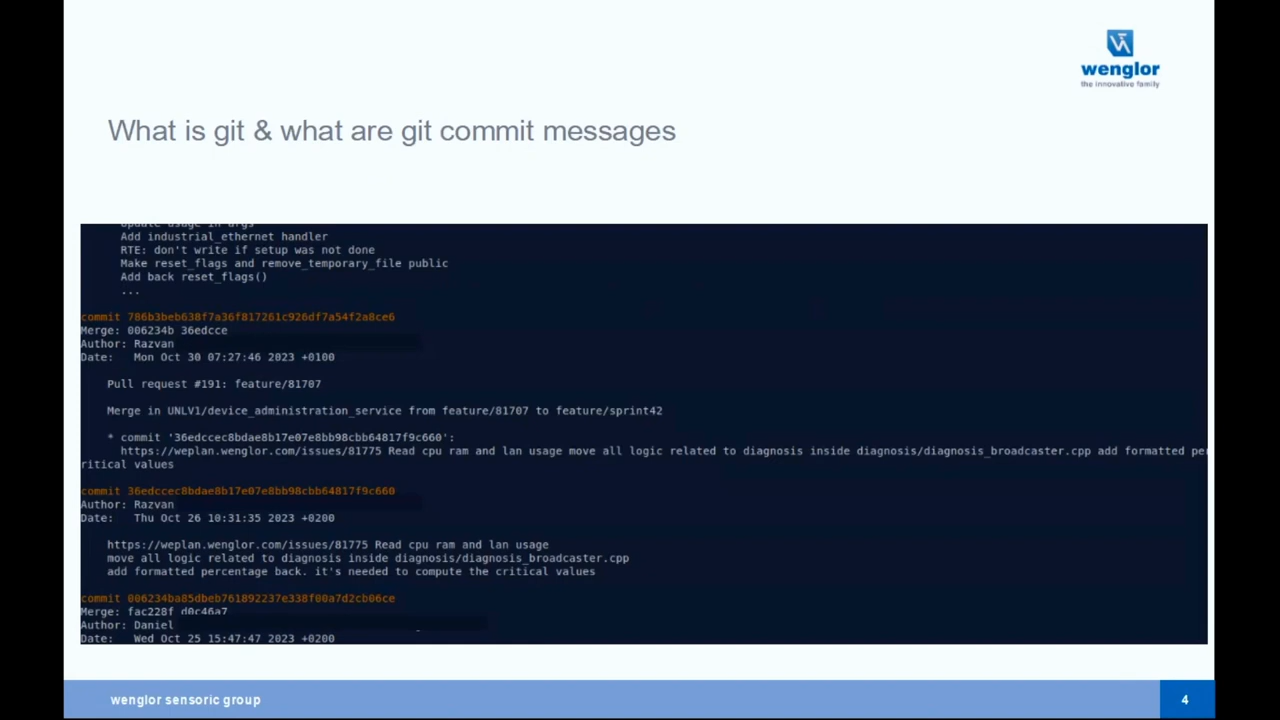 wenglor
the innovative family
What is git & what are git commit messages
Update usage in args
Add industrial_ethernet handler
RTE: don't write if setup was not done
Make reset_flags and remove_temporary_file public
Add back reset_flags()
...
commit 786b3beb638f7a36f817261c926df7a54f2a8ce6
Merge: 006234b 36edcce
Author: Razvan
Date: Mon Oct 30 07:27:46 2023 +0100
Pull request #191: feature/81707
Merge in UNLV1/device_administration_service from feature/81707 to feature/sprint42
* commit '36edccec8bdae8b17e07e8bb98cbb64817f9c660':
https://weplan.wenglor.com/issues/81775 Read cpu ram and lan usage move all logic related to diagnosis inside diagnosis/diagnosis_broadcaster.cpp add formatted per
ritical values
commit 36edccec8bdae8b17e07e8bb98cbb64817f9c660
Author: Razvan
Date: Thu Oct 26 10:31:35 2023 +0200
https://weplan.wenglor.com/issues/81775 Read cpu ram and lan usage
move all logic related to diagnosis inside diagnosis/diagnosis_broadcaster.cpp
add formatted percentage back. it's needed to compute the critical values
commit 006234ba85dbeb761892237e338f00a7d2cb06ce
Merge: fac228f d0c46a7
Author: Daniel
Date: Wed Oct 25 15:47:47 2023 +0200
wenglor sensoric group
4